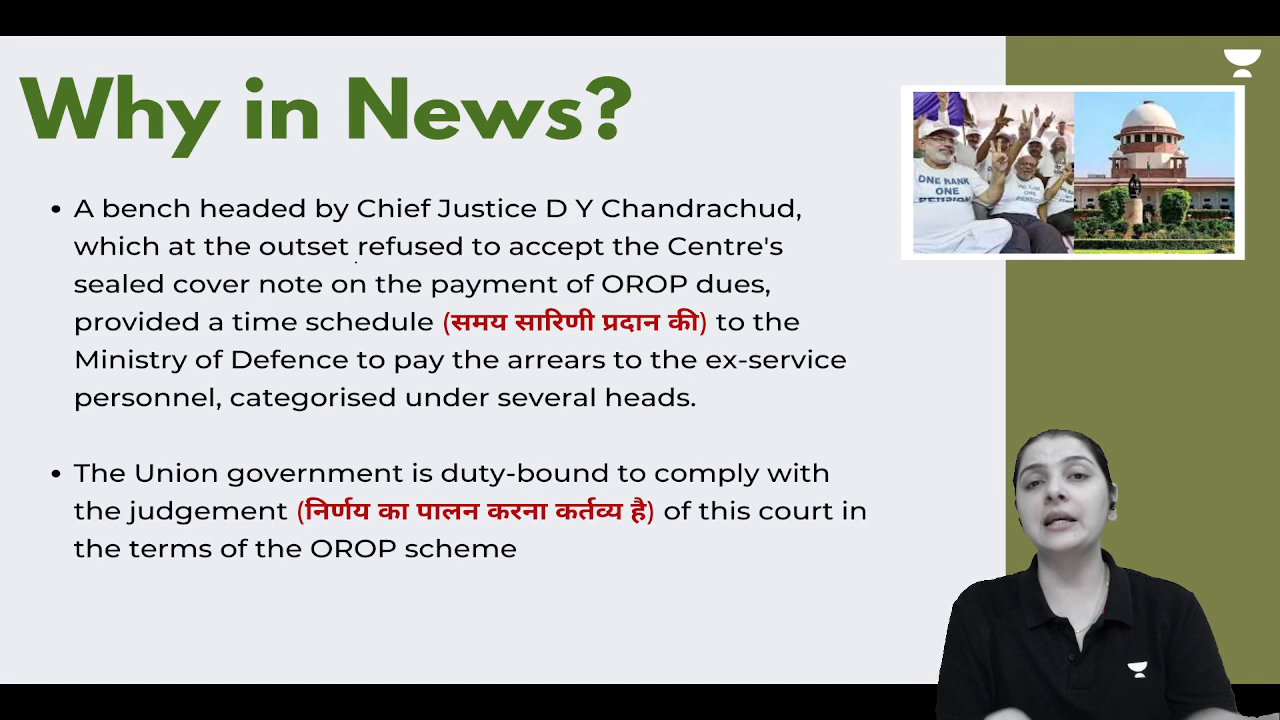 Why in News?
• A bench headed by Chief Justice D Y Chandrachud,
which at the outset refused to accept the Centre's
sealed cover note on the payment of OROP dues,
provided a time schedule (समय सारिणी प्रदान की) to the
Ministry of Defence to pay the arrears to the ex-service
personnel, categorised under several heads.
• The Union government is duty-bound to comply with
the judgement (निर्णय का पालन करना कर्तव्य है) of this court in
the terms of the OROP scheme
ONE RANK
ONE
PENSION